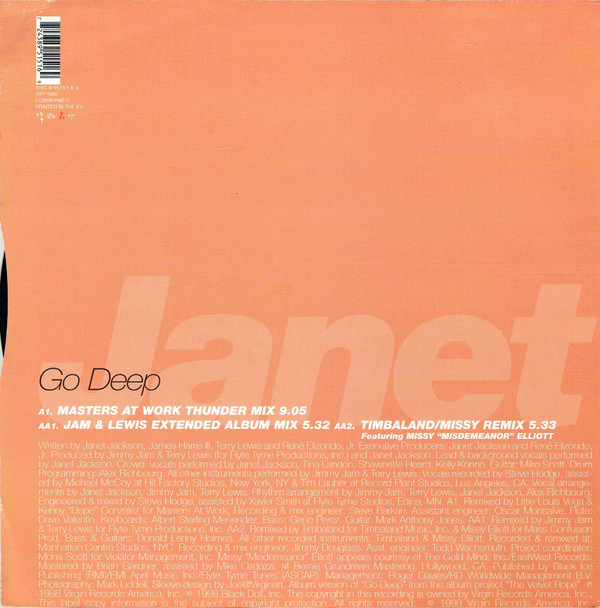 7 24389 51516 9
VST 1680
PRINTED IN THE EU
Janet
Go Deep
A1. MASTERS AT WORK THUNDER MIX 9.05
AA1. JAM & LEWIS EXTENDED ALBUM MIX 5.32 AA2. TIMBALAND/MISSY REMIX 5.33
Featuring MISSY "MISDEMEANOR" ELLIOTT
Written by Janet Jackson, James Harris III, Terry Lewis and René Elizondo, Jr. Executive Producers: Janet Jackson and René Elizondo,
Jr. Produced by Jimmy Jam & Terry Lewis (for Flyte Tyme Productions, Inc.) and Janet Jackson. Lead & background vocals performed
by Janet Jackson. Crowd vocals performed by Janet Jackson, Tina Landon, Shawnette Heard, Kelly Konno. Guitar: Mike Scott. Drum
Programming: Alex Richbourg. All other instruments performed by Jimmy Jam & Terry Lewis. Vocals recorded by Steve Hodge, assist-
ed by Michael McCoy at Hit Factory Studios, New York, NY & Tim Lauber at Record Plant Studios, Los Angeles, CA. Vocal arrange-
ments by Janet Jackson, Jimmy Jam, Terry Lewis. Rhythm arrangement by Jimmy Jam, Terry Lewis, Janet Jackson, Alex Richbourg.
Engineered & mixed by Steve Hodge, assisted by Xavier Smith at Flyte Tyme Studios, Edina, MN. A1. Remixed by Little Louis Vega &
Kenny "Dope" Gonzalez for Masters At Work. Recording & mix engineer: Steve Barkan. Assistant engineer: Oscar Monsalve. Flute:
Dave Valentin. Keyboards: Albert Sterling Menendez. Bass: Gene Perez. Guitar: Mark Anthony Jones. AA1: Remixed by Jimmy Jam
& Terry Lewis for Flyte Tyme Productions, Inc. AA2: Remixed by Timbaland for Timbaland Music, Inc. & Missy Elliott for Mass Confusion
Prod. Bass & Guitars: Donald Lenny Holmes. All other recorded instruments: Timbaland & Missy Elliott. Recorded & remixed at:
Manhattan Centre Studios, NYC. Recording & mix engineer: Jimmy Douglass. Asst. engineer: Todd Wachsmuth. Project coordinator:
Mona Scott for Violator Management, Inc. Missy "Misdemeanor" Elliott appears courtesy of The Gold Mind, Inc./EastWest Records.
Mastered by Brian Gardner, assisted by Mike Ozdozzi, at Bernie Grundman Mastering, Hollywood, CA. Published by Black Ice
Publishing (BMI)/EMI April Music Inc./Flyte Tyme Tunes (ASCAP). Management: Roger Davies/RD Worldwide Management B.V.
Photography: Mark Liddell. Sleeve design by Jon@Virginart. Album version of "Go Deep" from the album project "The Velvet Rope" ©
1998 Virgin Records America, Inc. © 1998 Black Doll, Inc. The copyright in this recording is owned by Virgin Records America, Inc.
This label copy information is the subject of copyright protection. All rights reserved. © 1998 Virgin Records America, Inc.